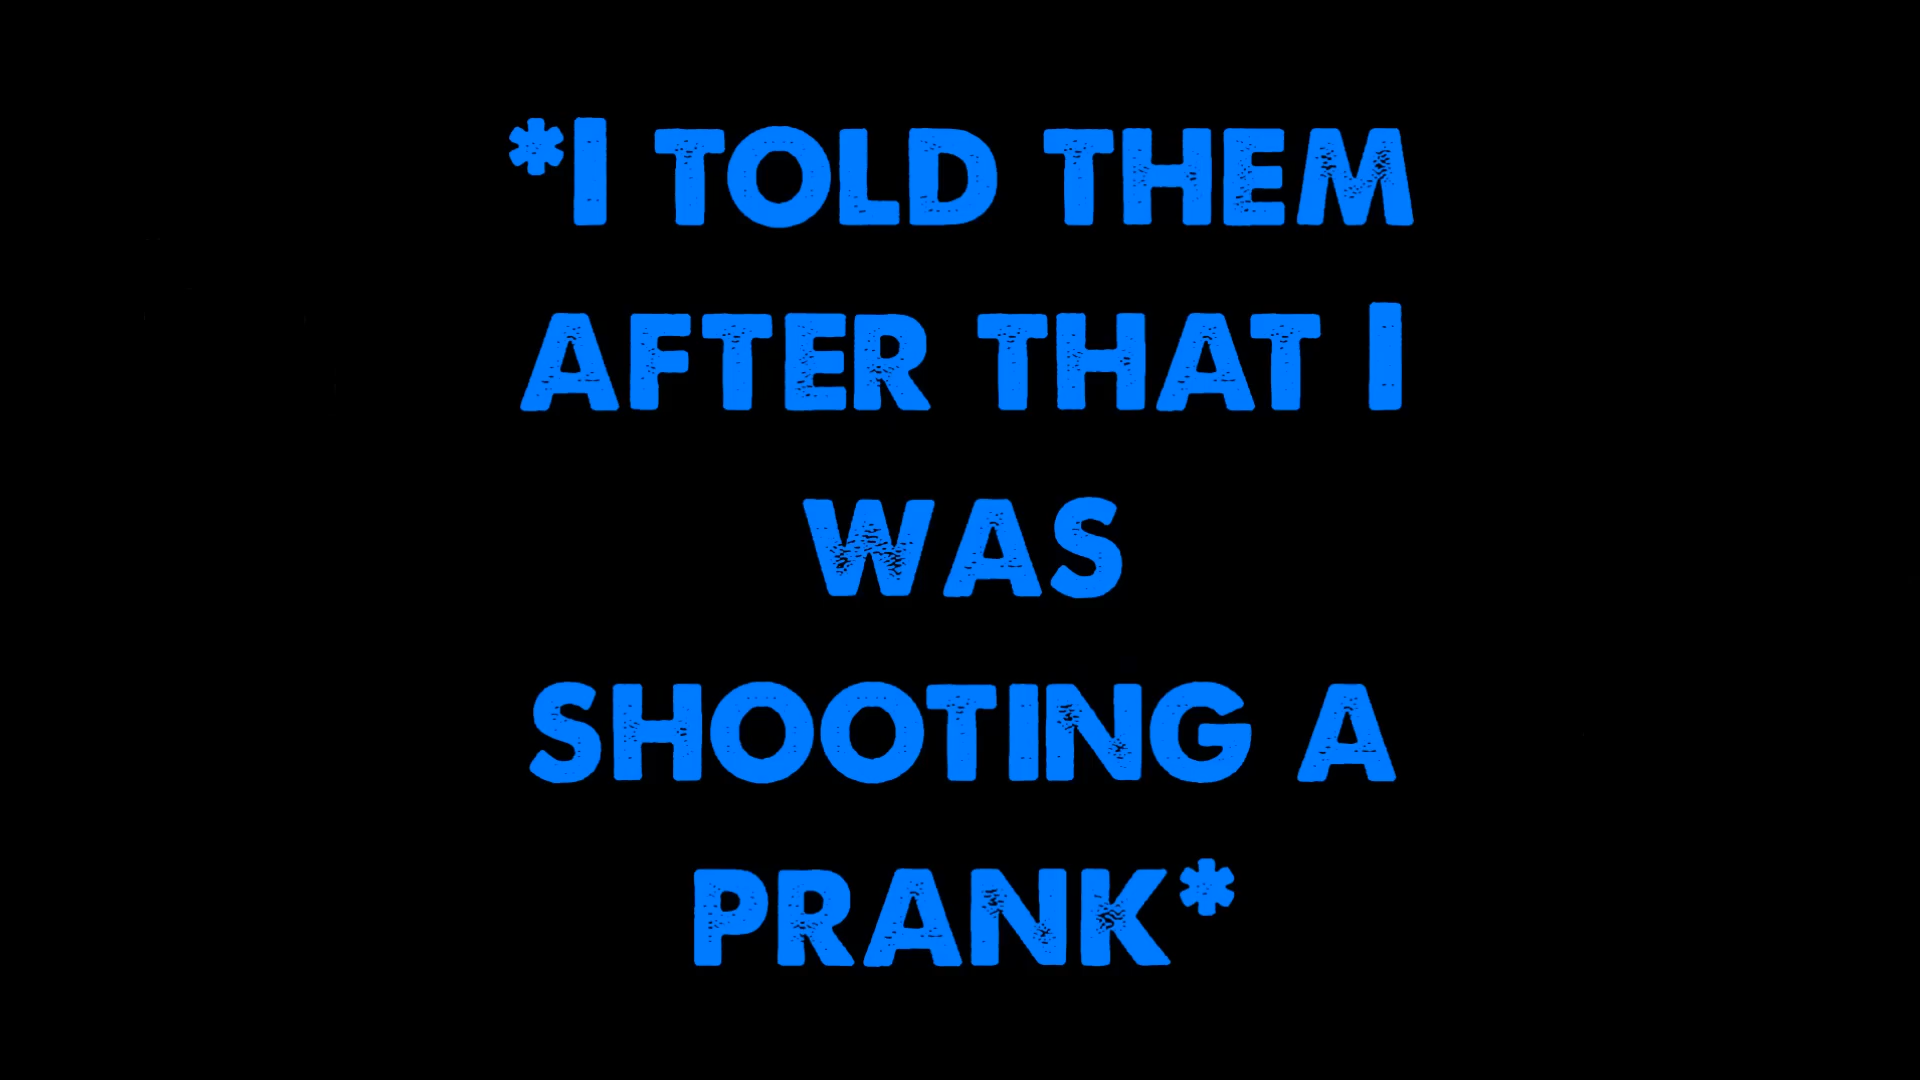 *I TOLD THEM
AFTER THAT I
WAS
SHOOTING A
PRANK*